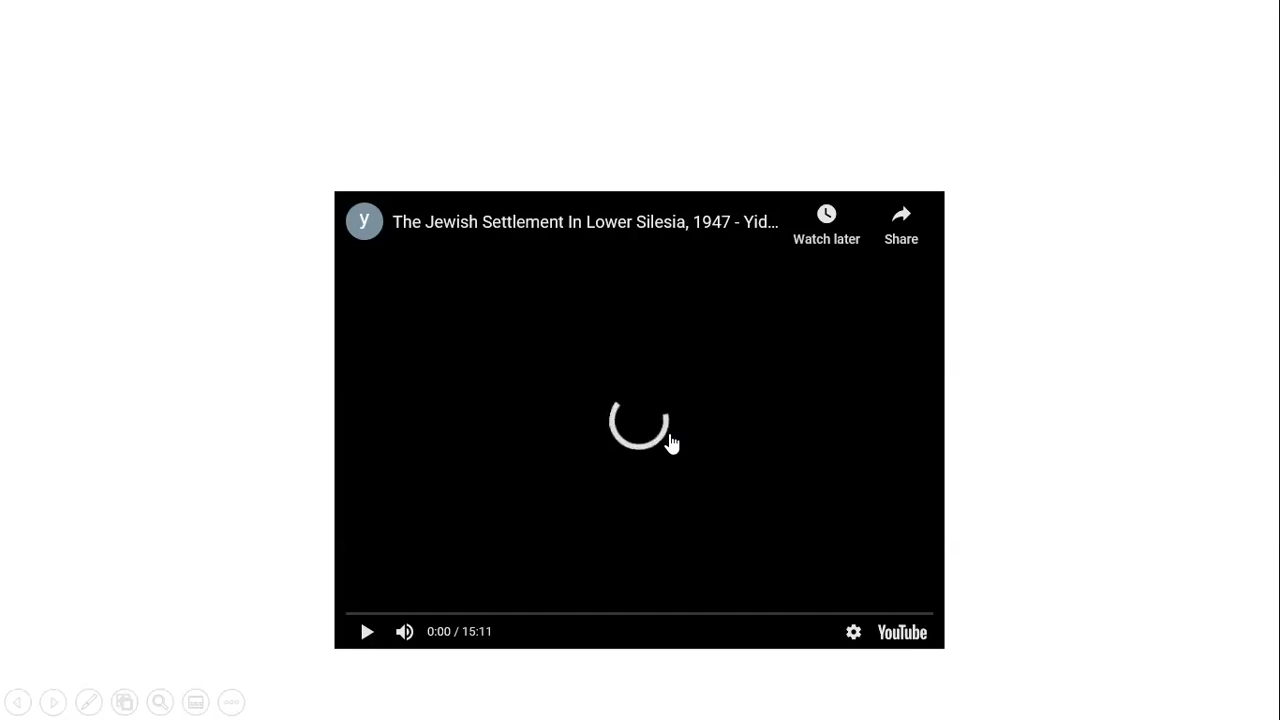 y
The Jewish Settlement In Lower Silesia, 1947 - Yid...
Watch later
Share
0:00 / 15:11
YouTube